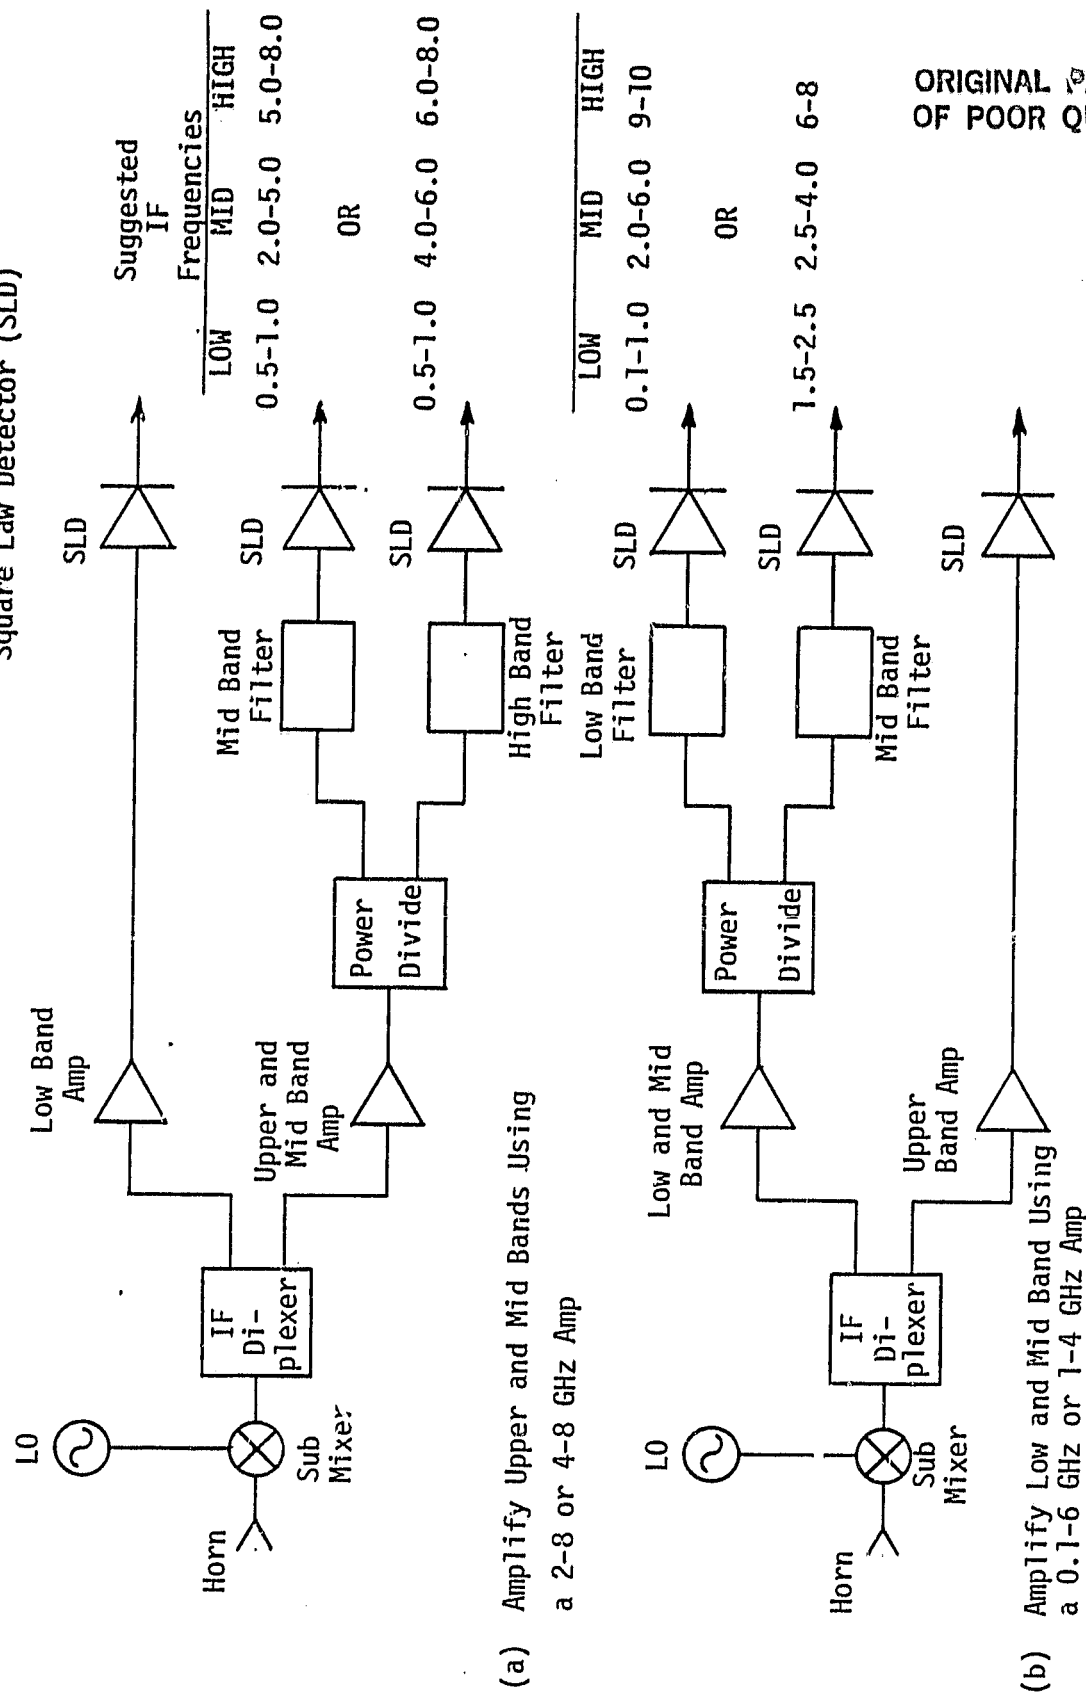 Square Law Detector (SLD)
Suggested
IF
Frequencies
LOW MID HIGH
0.5-1.0 2.0-5.0 5.0-8.0
OR
0.5-1.0 4.0-6.0 6.0-8.0
LO
Horn
Sub
Mixer
IF
Di-
plexer
Low Band
Amp
SLD
Upper and
Mid Band
Amp
Power
Divide
Mid Band
Filter
SLD
High Band
Filter
SLD
(a) Amplify Upper and Mid Bands Using
a 2-8 or 4-8 GHz Amp
LOW MID HIGH
0.1-1.0 2.0-6.0 9-10
OR
1.5-2.5 2.5-4.0 6-8
LO
Horn
Sub
Mixer
IF
Di-
plexer
Low and Mid
Band Amp
Power
Divide
Low Band
Filter
SLD
Mid Band
Filter
SLD
Upper
Band Amp
SLD
(b) Amplify Low and Mid Band Using
a 0.1-6 GHz or 1-4 GHz Amp
ORIGINAL
OF POOR